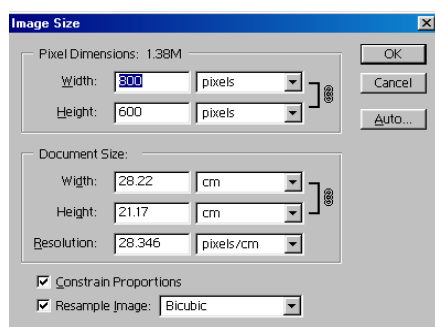 Image Size
Pixel Dimensions: 1.38M
OK
Width: 800 pixels
Cancel
Height: 600 pixels
Auto...
Document Size:
Width: 28.22 cm
Height: 21.17 cm
Resolution: 28.346 pixels/cm
Constrain Proportions
Resample Image: Bicubic